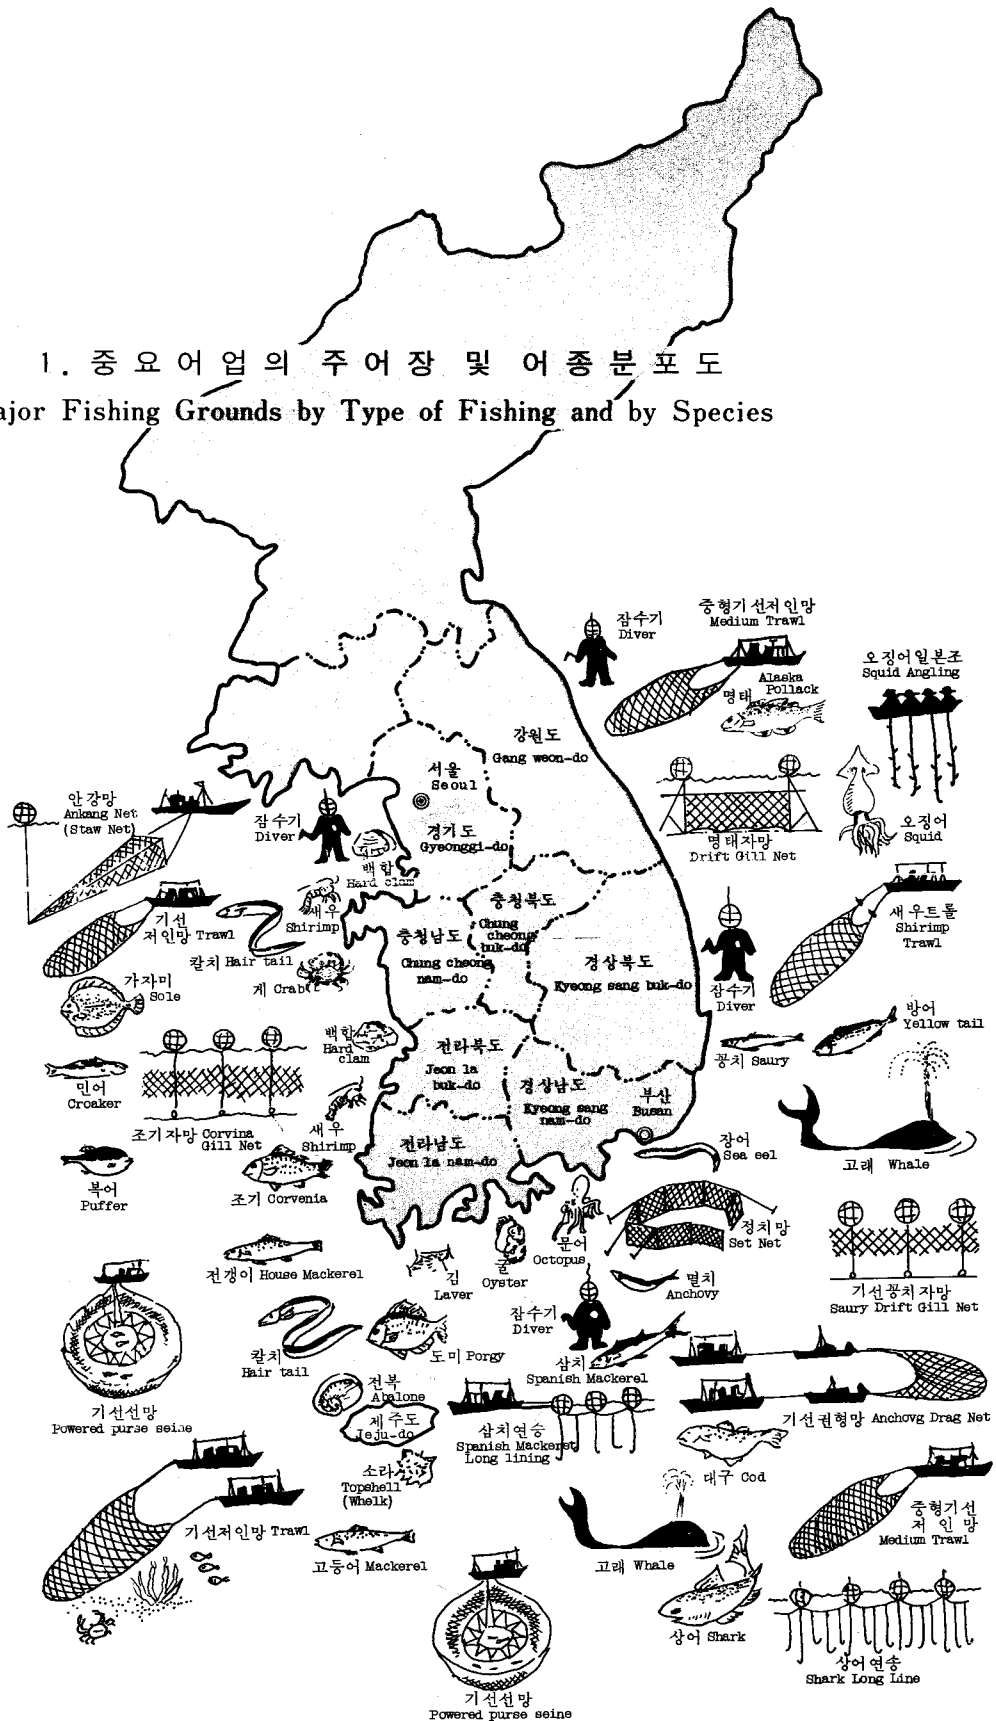 1. 중요어업의 주어장 및 어종분포도
ajor Fishing Grounds by Type of Fishing and by Species
잠수기
Diver
중형기선저인망
Medium Trawl
Alaska
Pollack
명태
오징어일본조
Squid Angling
강원도
Gang weon-do
서울
Seoul
안강망
Ankang Net
(Staw Net)
잠수기
Diver
경기도
Gyeonggi-do
명태자망
Drift Gill Net
오징어
Squid
백합
Hard clam
기선
저인망 Trawl
새우
Shirimp
충청북도
Chung
cheong
buk-do
새우트롤
Shirimp
Trawl
칼치 Hair tail
충청남도
Chung cheong
nam-do
경상북도
Kyeong sang buk-do
가자미
Sole
게 Crab
잠수기
Diver
방어
Yellow tail
백합
Hard
clam
전라북도
Jeon la
buk-do
꽁치 Saury
민어
Croaker
경상남도
Kyeong sang
nam-do
부산
Busan
조기자망 Corvina
Gill Net
새우
Shirimp
전라남도
Jeon la nam-do
장어
Sea eel
고래 Whale
복어
Puffer
조기 Corvenia
정치망
Set Net
문어
Octopus
굴
Oyster
전갱이 House Mackerel
김
Laver
멸치
Anchovy
기선꽁치자망
Saury Drift Gill Net
잠수기
Diver
칼치
Hair tail
도미 Porgy
삼치
Spanish Mackerel
전복
Abalone
제주도
Jeju-do
기선선망
Powered purse seine
삼치연승
Spanish Mackeret
Long lining
기선권형망 Anchovg Drag Net
소라
Topshell
(Whelk)
대구 Cod
기선저인망 Trawl
중형기선
저인망
Medium Trawl
고등어 Mackerel
고래 Whale
상어 Shark
상어연송
Shark Long Line
기선선망
Powered purse seine